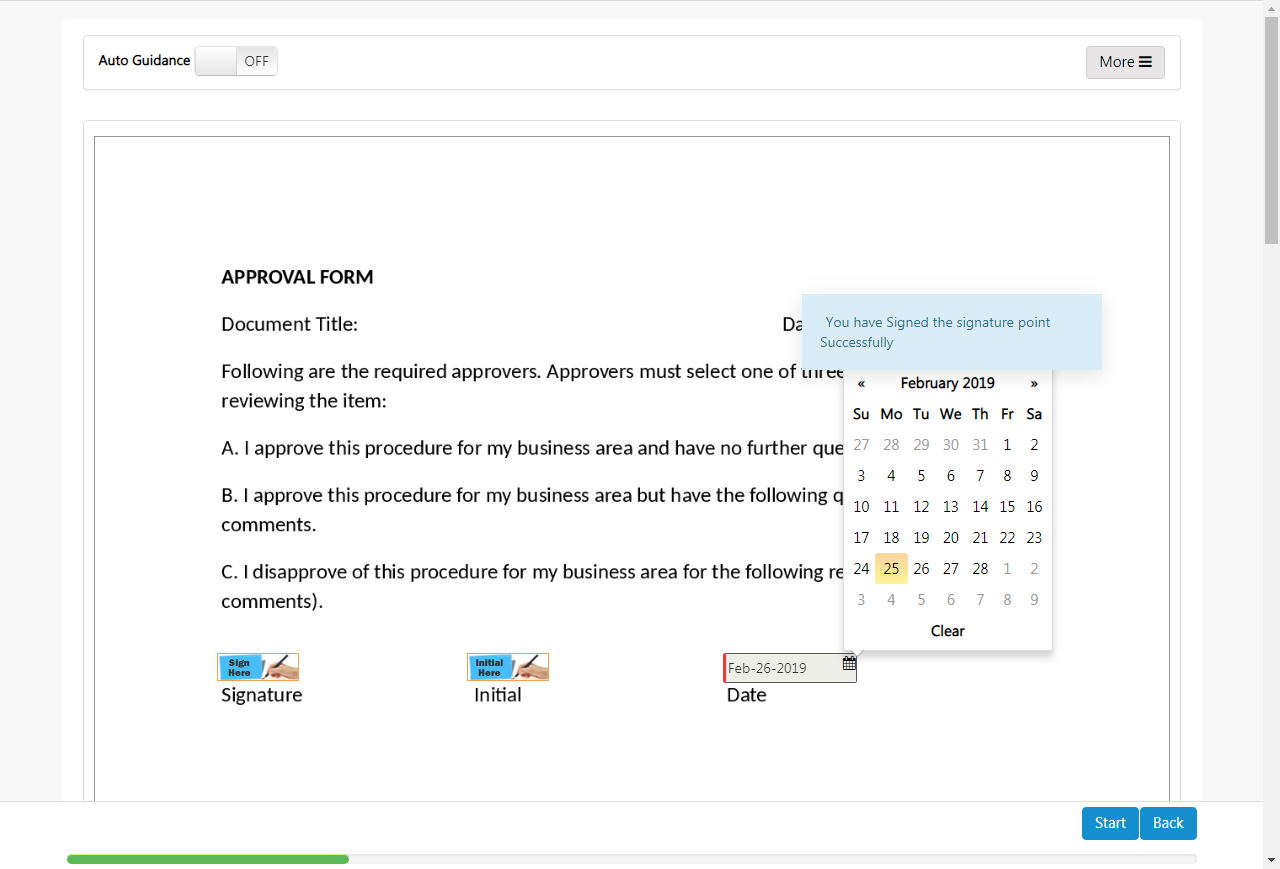 Auto Guidance OFF More
APPROVAL FORM
Document Title:
You have Signed the signature point
Successfully
Following are the required approvers. Approvers must select one of three
reviewing the item:
A. I approve this procedure for my business area and have no further que
B. I approve this procedure for my business area but have the following q
comments.
C. I disapprove of this procedure for my business area for the following re
comments).
« February 2019 »
Su Mo Tu We Th Fr Sa
27 28 29 30 31 1 2
3 4 5 6 7 8 9
10 11 12 13 14 15 16
17 18 19 20 21 22 23
24 25 26 27 28 1 2
3 4 5 6 7 8 9
Clear
Sign
Here
Signature
Initial
Here
Initial
Feb-26-2019
Date
Start Back